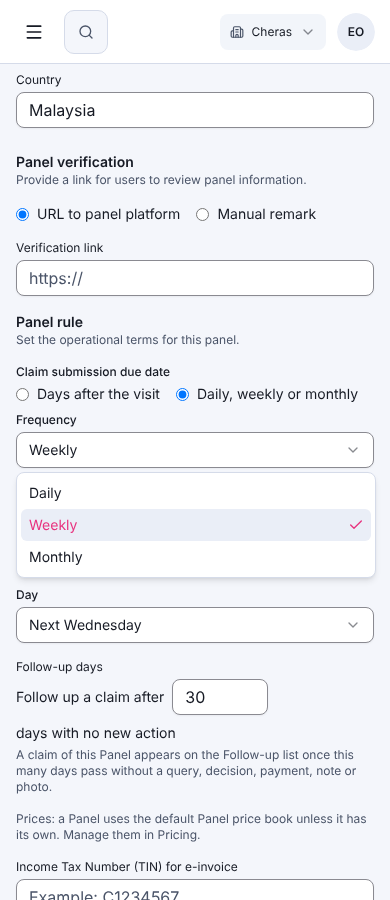 Cheras
EO
Country
Malaysia
Panel verification
Provide a link for users to review panel information.
URL to panel platform
Manual remark
Verification link
https://
Panel rule
Set the operational terms for this panel.
Claim submission due date
Days after the visit
Daily, weekly or monthly
Frequency
Weekly
Daily
Weekly
Monthly
Day
Next Wednesday
Follow-up days
Follow up a claim after 30
days with no new action
A claim of this Panel appears on the Follow-up list once this
many days pass without a query, decision, payment, note or
photo.
Prices: a Panel uses the default Panel price book unless it has
its own. Manage them in Pricing.
Income Tax Number (TIN) for e-invoice
Example: C1234567